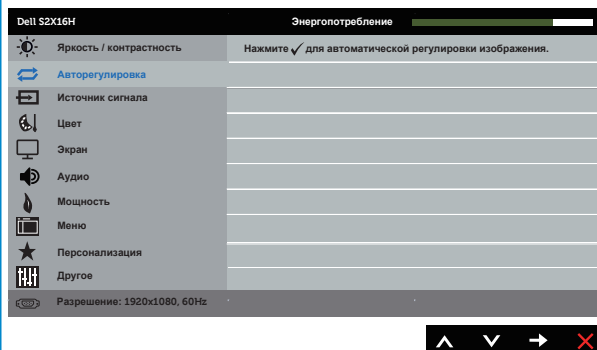 Dell S2X16H Энергопотребление
Яркость / контрастность Нажмите ✓ для автоматической регулировки изображения.
Авторегулировка
Источник сигнала
Цвет
Экран
Аудио
Мощность
Меню
Персонализация
Другое
Разрешение: 1920x1080, 60Hz